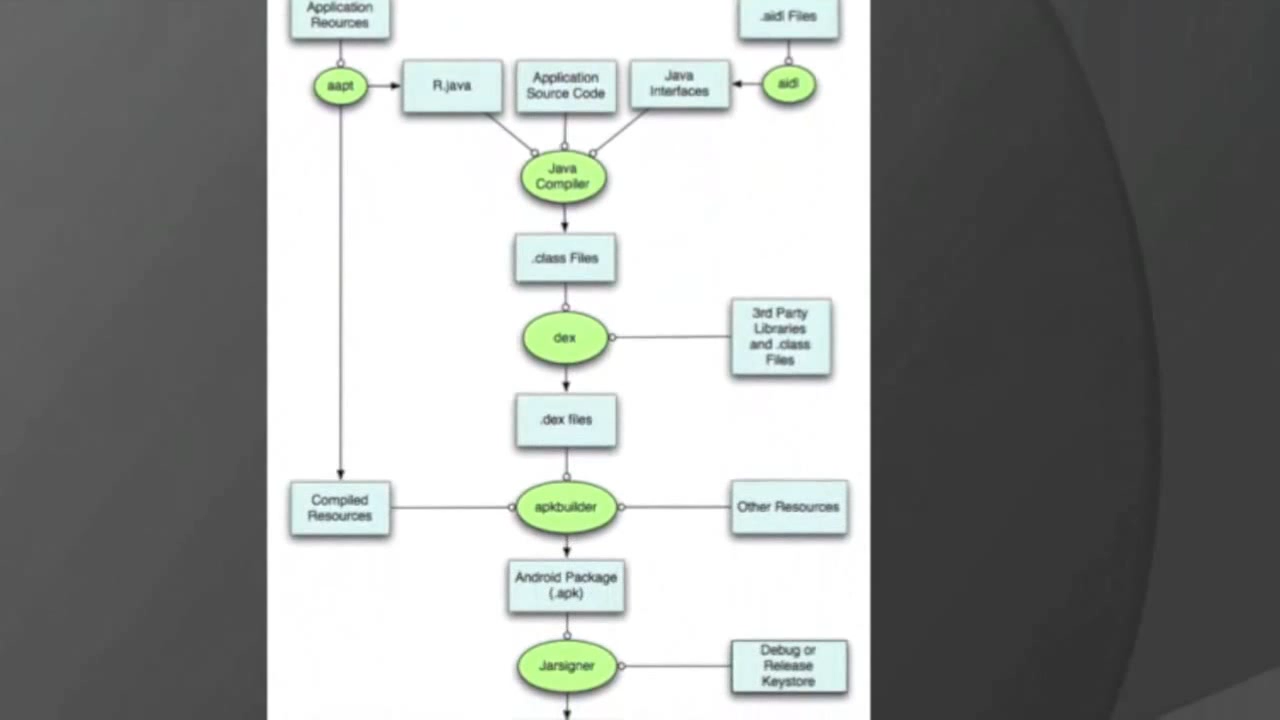 Application
Reources
.aidl Files
aapt
R.java
Application
Source Code
Java
Interfaces
aidl
Java
Compiler
.class Files
dex
3rd Party
Libraries
and .class
Files
.dex files
Compiled
Resources
apkbuilder
Other Resources
Android Package
(.apk)
Jarsigner
Debug or
Release
Keystore